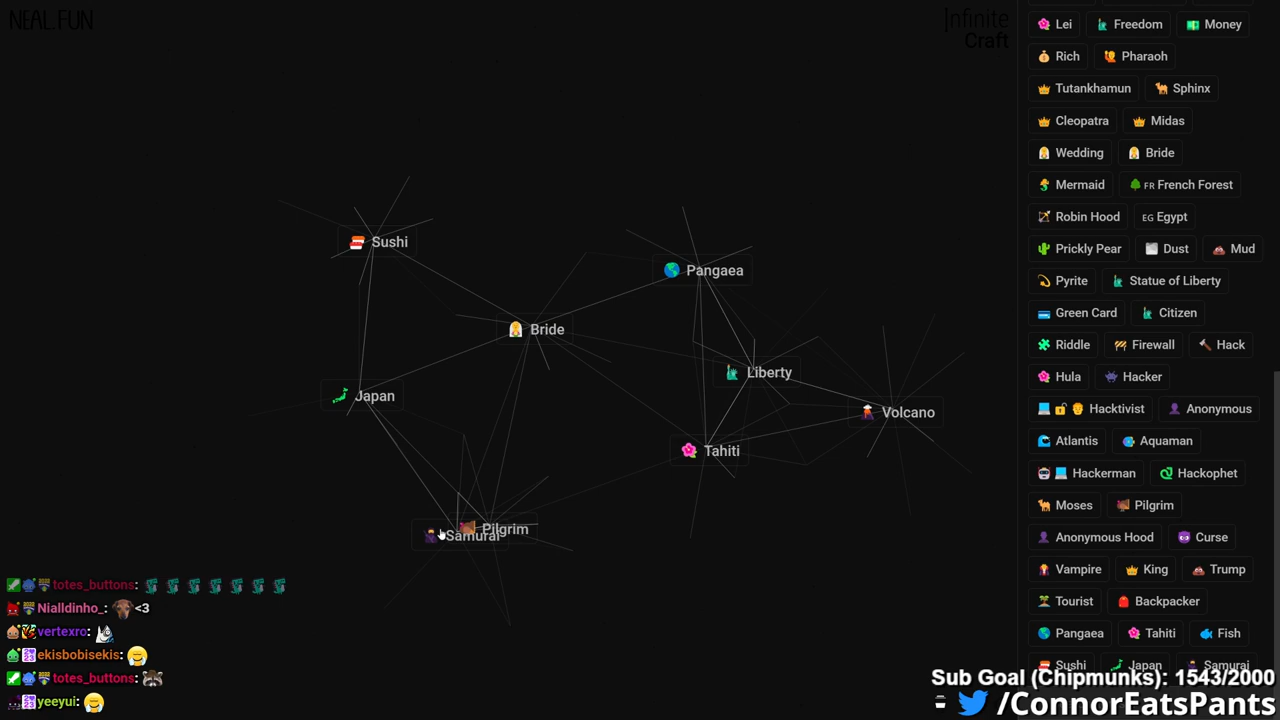 NEAL.FUN
Infinite
Craft
Sushi
Pangaea
Bride
Liberty
Japan
Volcano
Tahiti
Pilgrim
Samurai
totes_buttons:
Nialldinho_: <3
vertexro:
ekisbobisekis:
totes_buttons:
yeeyui:
Lei Freedom Money
Rich Pharaoh
Tutankhamun Sphinx
Cleopatra Midas
Wedding Bride
Mermaid FR French Forest
Robin Hood EG Egypt
Prickly Pear Dust Mud
Pyrite Statue of Liberty
Green Card Citizen
Riddle Firewall Hack
Hula Hacker
Hacktivist Anonymous
Atlantis Aquaman
Hackerman Hackophet
Moses Pilgrim
Anonymous Hood Curse
Vampire King Trump
Tourist Backpacker
Pangaea Tahiti Fish
Sushi Japan Samurai
Sub Goal (Chipmunks): 1543/2000
/ConnorEatsPants